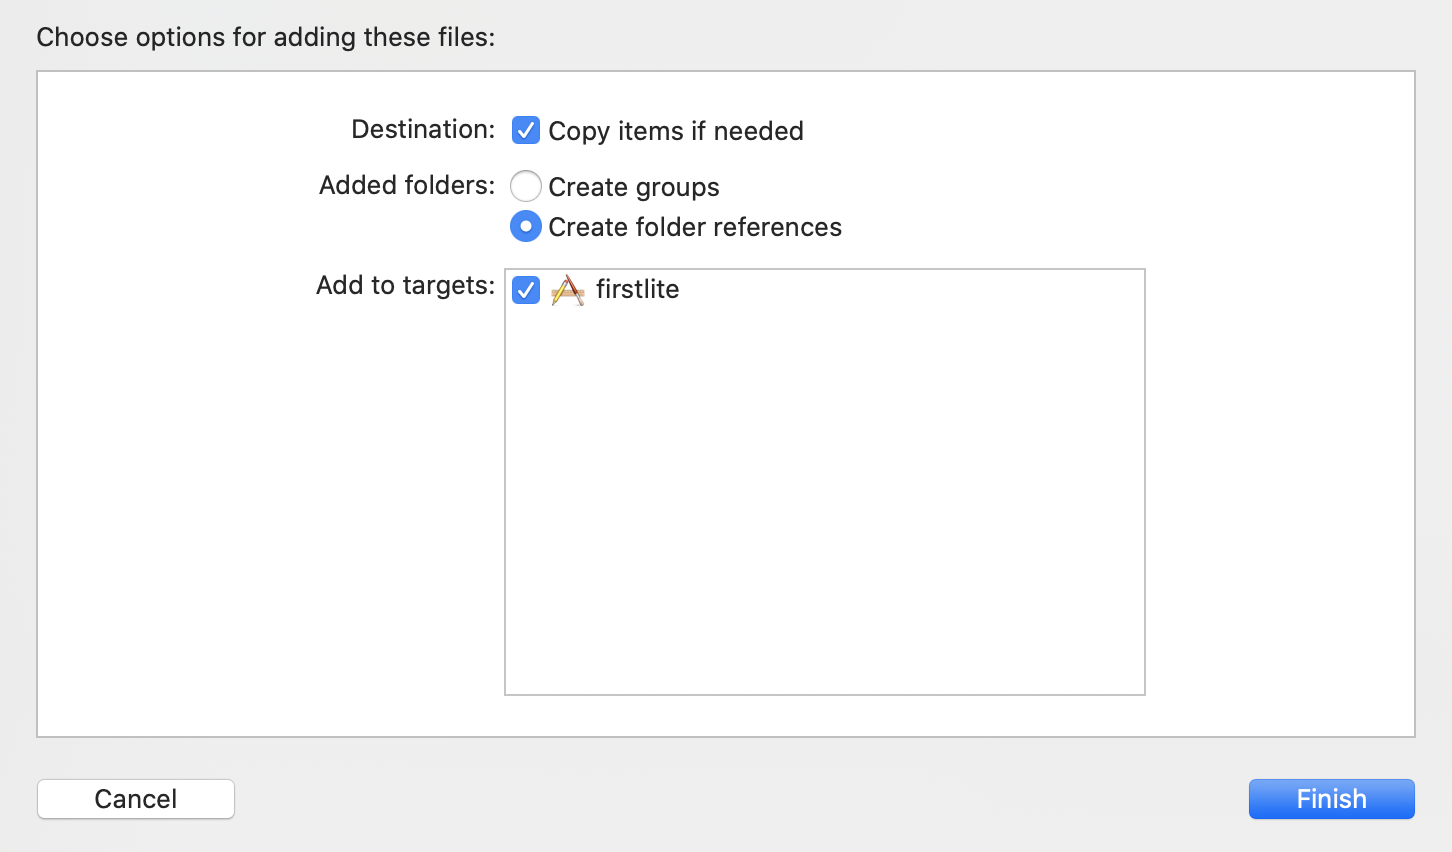 Choose options for adding these files:
Destination: Copy items if needed
Added folders: Create groups
Create folder references
Add to targets: firstlite
Cancel Finish